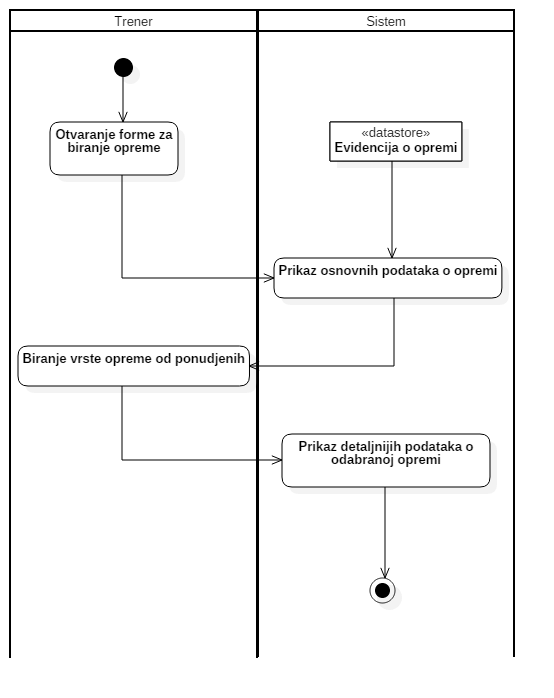 Trener
Sistem
Otvaranje forme za
biranje opreme
«datastore»
Evidencija o opremi
Prikaz osnovnih podataka o opremi
Biranje vrste opreme od ponudjenih
Prikaz detaljnijih podataka o
odabranoj opremi